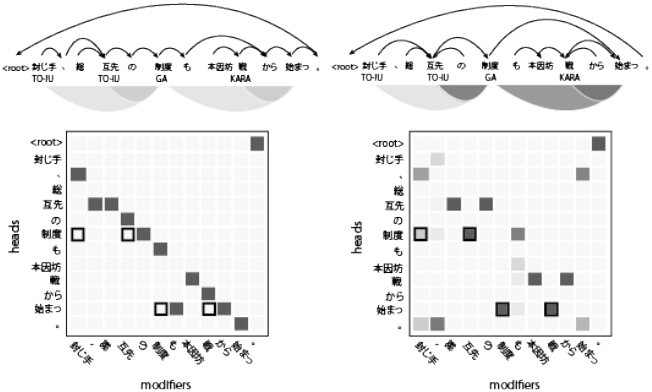 <root> 封じ手 、 総 互先 の 制度 も 本因坊 戦 から 始まっ 。
TO-IU TO-IU GA KARA
<root> 封じ手 、 総 互先 の 制度 も 本因坊 戦 から 始まっ 。
TO-IU TO-IU GA KARA
heads
<root>
封じ手
、
総
互先
の
制度
も
本因坊
戦
から
始まっ
。
封じ手 、 総 互先 の 制度 も 本因坊 戦 から 始まっ 。
modifiers
heads
<root>
封じ手
、
総
互先
の
制度
も
本因坊
戦
から
始まっ
。
封じ手 、 総 互先 の 制度 も 本因坊 戦 から 始まっ 。
modifiers